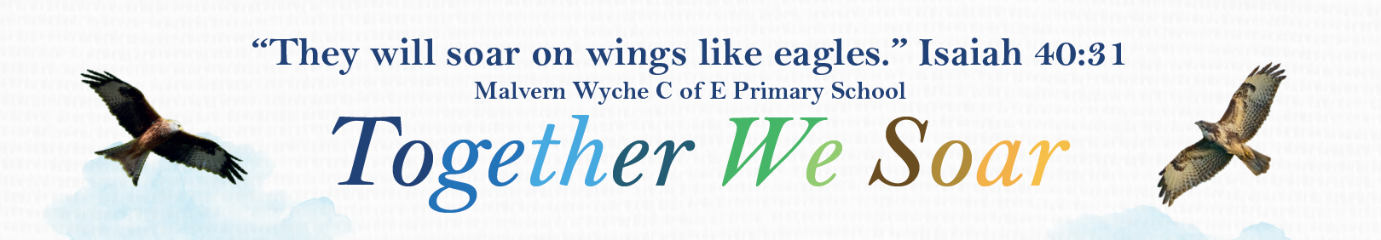 “They will soar on wings like eagles.” Isaiah 40:31
Malvern Wyche C of E Primary School
Together We Soar